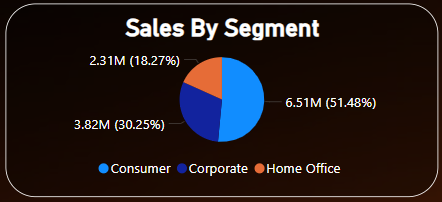 Sales By Segment
2.31M (18.27%)
6.51M (51.48%)
3.82M (30.25%)
Consumer Corporate Home Office